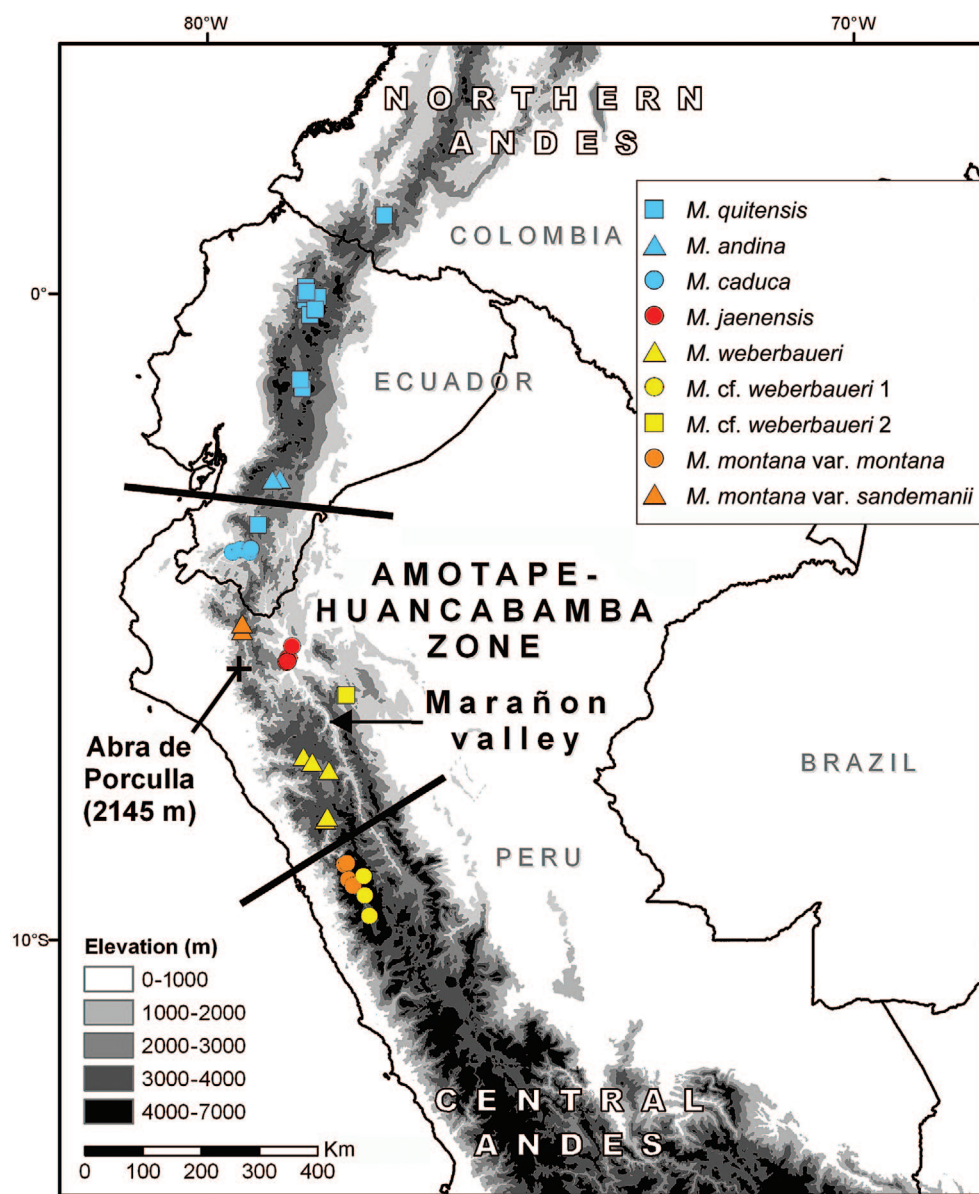 80°W
70°W
NORTHERN
ANDES
M. quitensis
M. andina
M. caduca
M. jaenensis
M. weberbaueri
M. cf. weberbaueri 1
M. cf. weberbaueri 2
M. montana var. montana
M. montana var. sandemanii
COLOMBIA
0°
ECUADOR
AMOTAPE-
HUANCABAMBA
ZONE
Marañon
valley
Abra de
Porculla
(2145 m)
BRAZIL
PERU
10°S
Elevation (m)
0-1000
1000-2000
2000-3000
3000-4000
4000-7000
CENTRAL
ANDES
Km
0 100 200 300 400